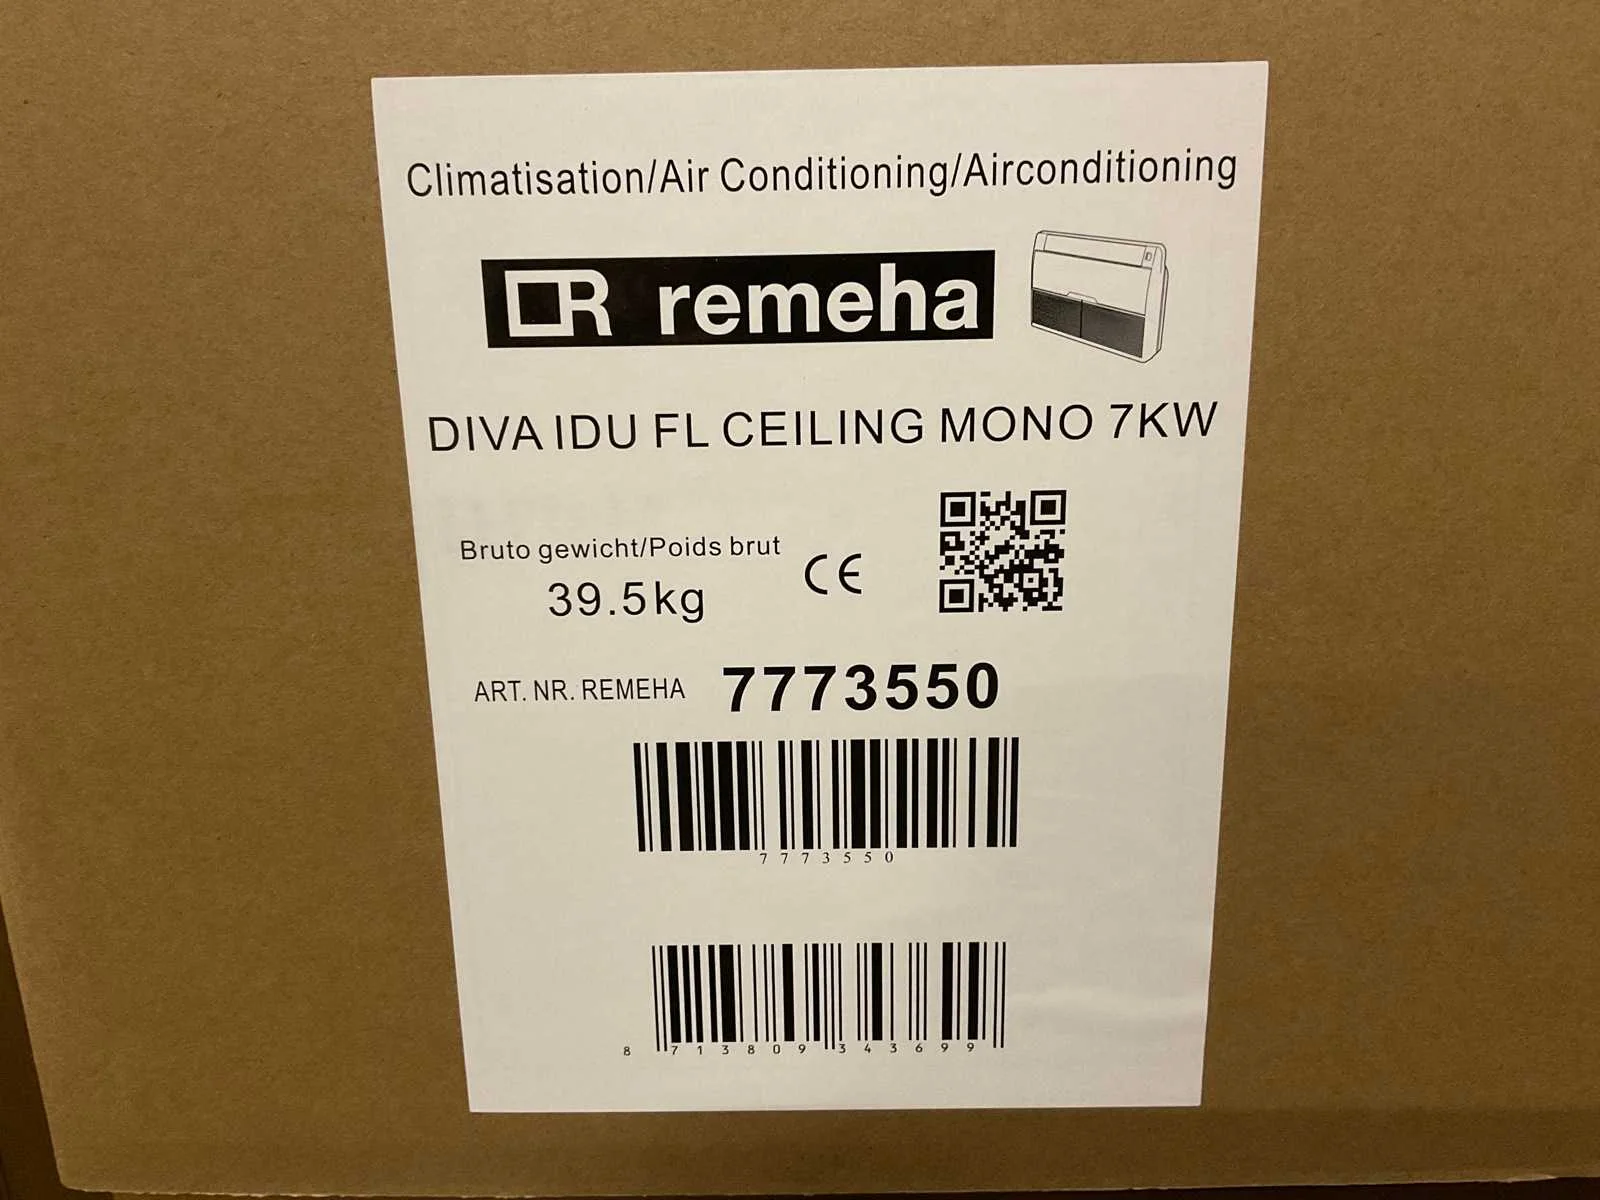 Climatisation/Air Conditioning/Airconditioning
R remeha
DIVA IDU FL CEILING MONO 7KW
Bruto gewicht/Poids brut
39.5kg
CE
ART. NR. REMEHA 7773550
7773550
8 713809 343699